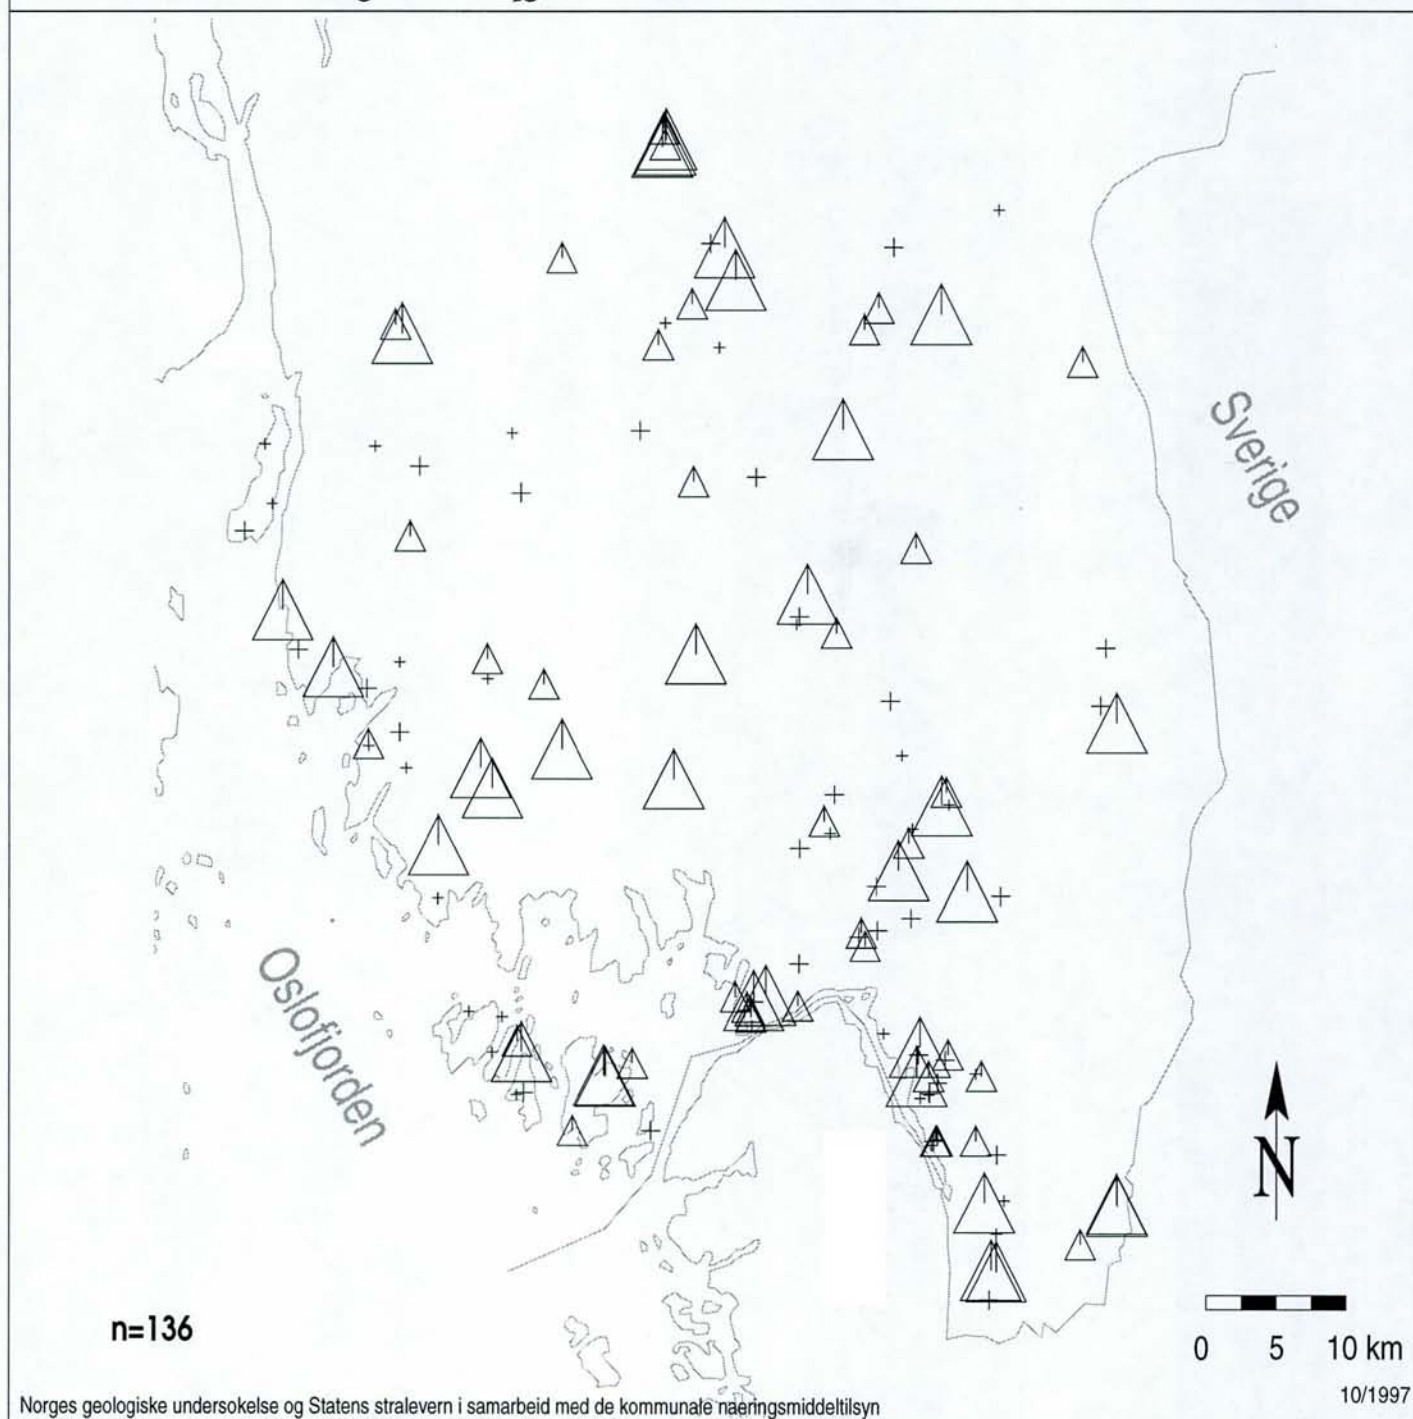 Sverige
Oslofjorden
N
n=136
0 5 10 km
10/1997
Norges geologiske undersokelse og Statens stralevern i samarbeid med de kommunale næringsmiddeltilsyn